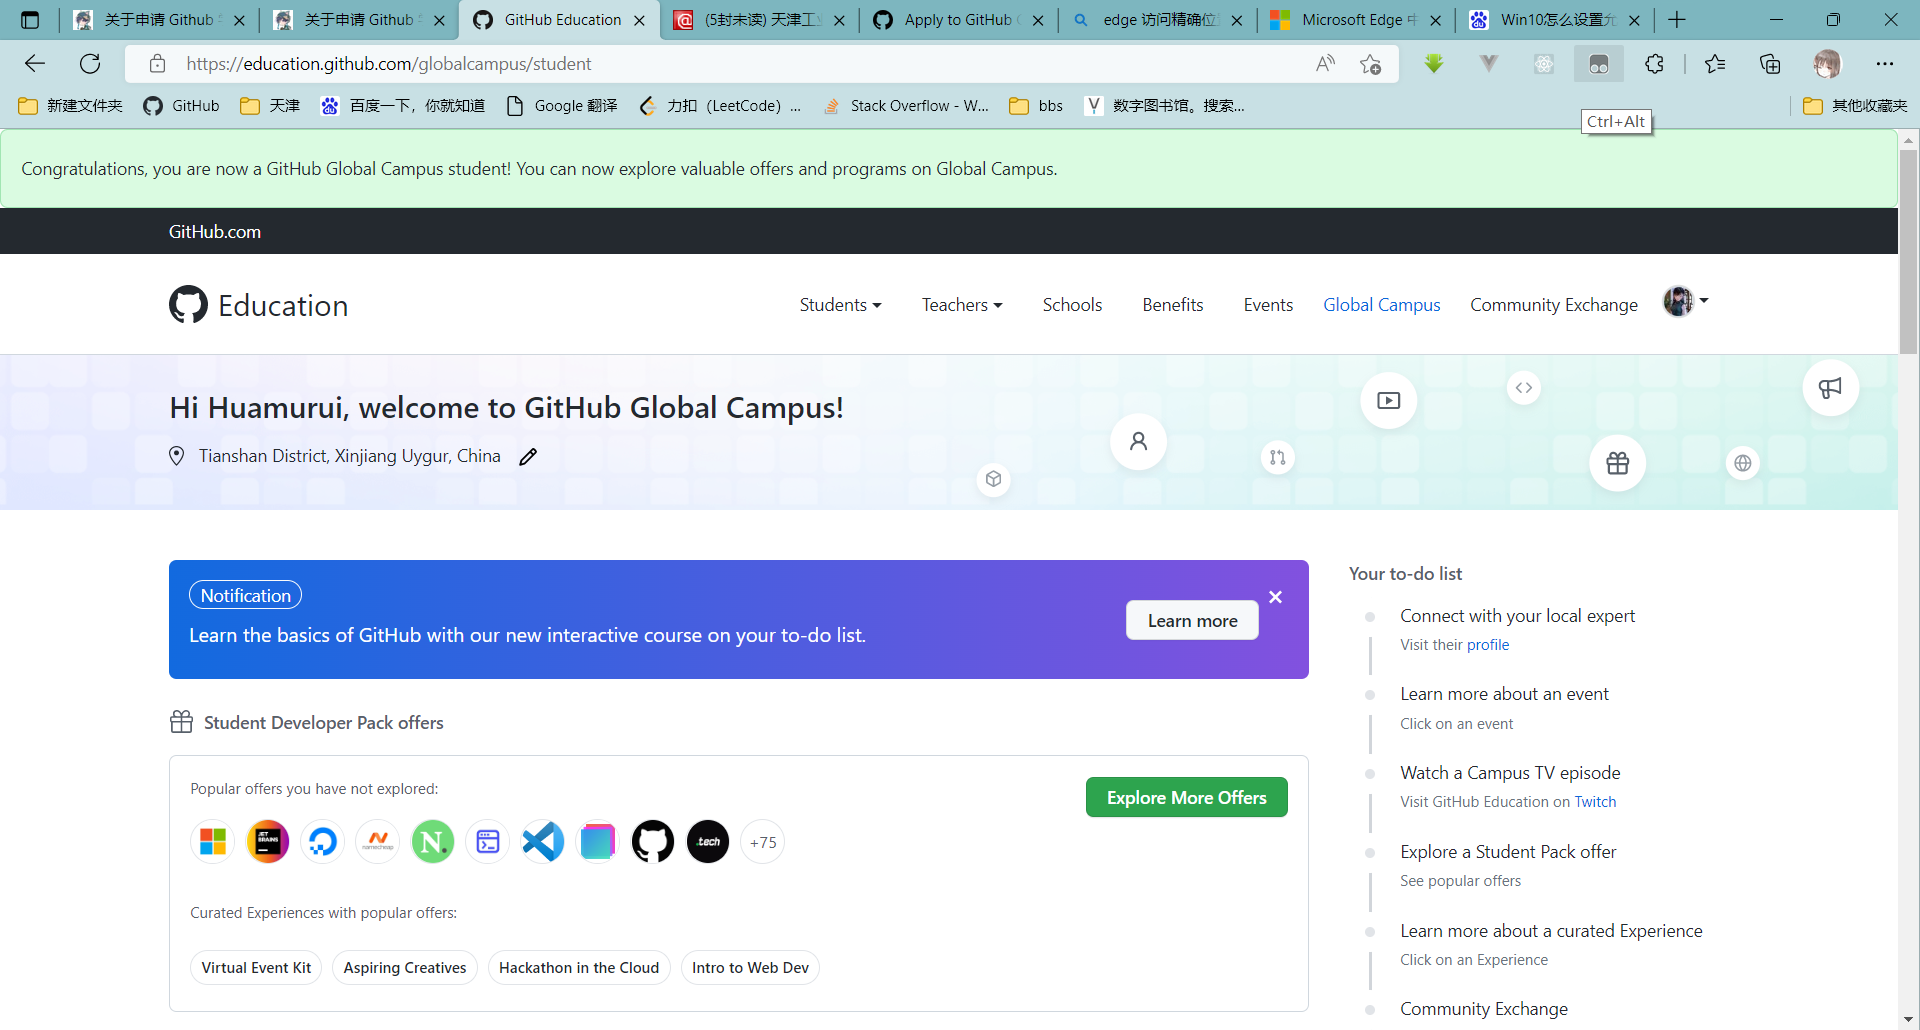 关于申请 Github
关于申请 Github
GitHub Education
(5封未读) 天津工
Apply to GitHub
edge 访问精确位
Microsoft Edge 中
Win10怎么设置允
https://education.github.com/globalcampus/student
新建文件夹
GitHub
天津
百度一下，你就知道
Google 翻译
力扣（LeetCode）...
Stack Overflow - W...
bbs
数字图书馆。搜索...
其他收藏夹
Ctrl+Alt
Congratulations, you are now a GitHub Global Campus student! You can now explore valuable offers and programs on Global Campus.
GitHub.com
Education
Students
Teachers
Schools
Benefits
Events
Global Campus
Community Exchange
Hi Huamurui, welcome to GitHub Global Campus!
Tianshan District, Xinjiang Uygur, China
Notification
Learn the basics of GitHub with our new interactive course on your to-do list.
Learn more
Student Developer Pack offers
Popular offers you have not explored:
Explore More Offers
JET
BRAINS
namecheap
N.
.tech
+75
Curated Experiences with popular offers:
Virtual Event Kit
Aspiring Creatives
Hackathon in the Cloud
Intro to Web Dev
Your to-do list
Connect with your local expert
Visit their profile
Learn more about an event
Click on an event
Watch a Campus TV episode
Visit GitHub Education on Twitch
Explore a Student Pack offer
See popular offers
Learn more about a curated Experience
Click on an Experience
Community Exchange